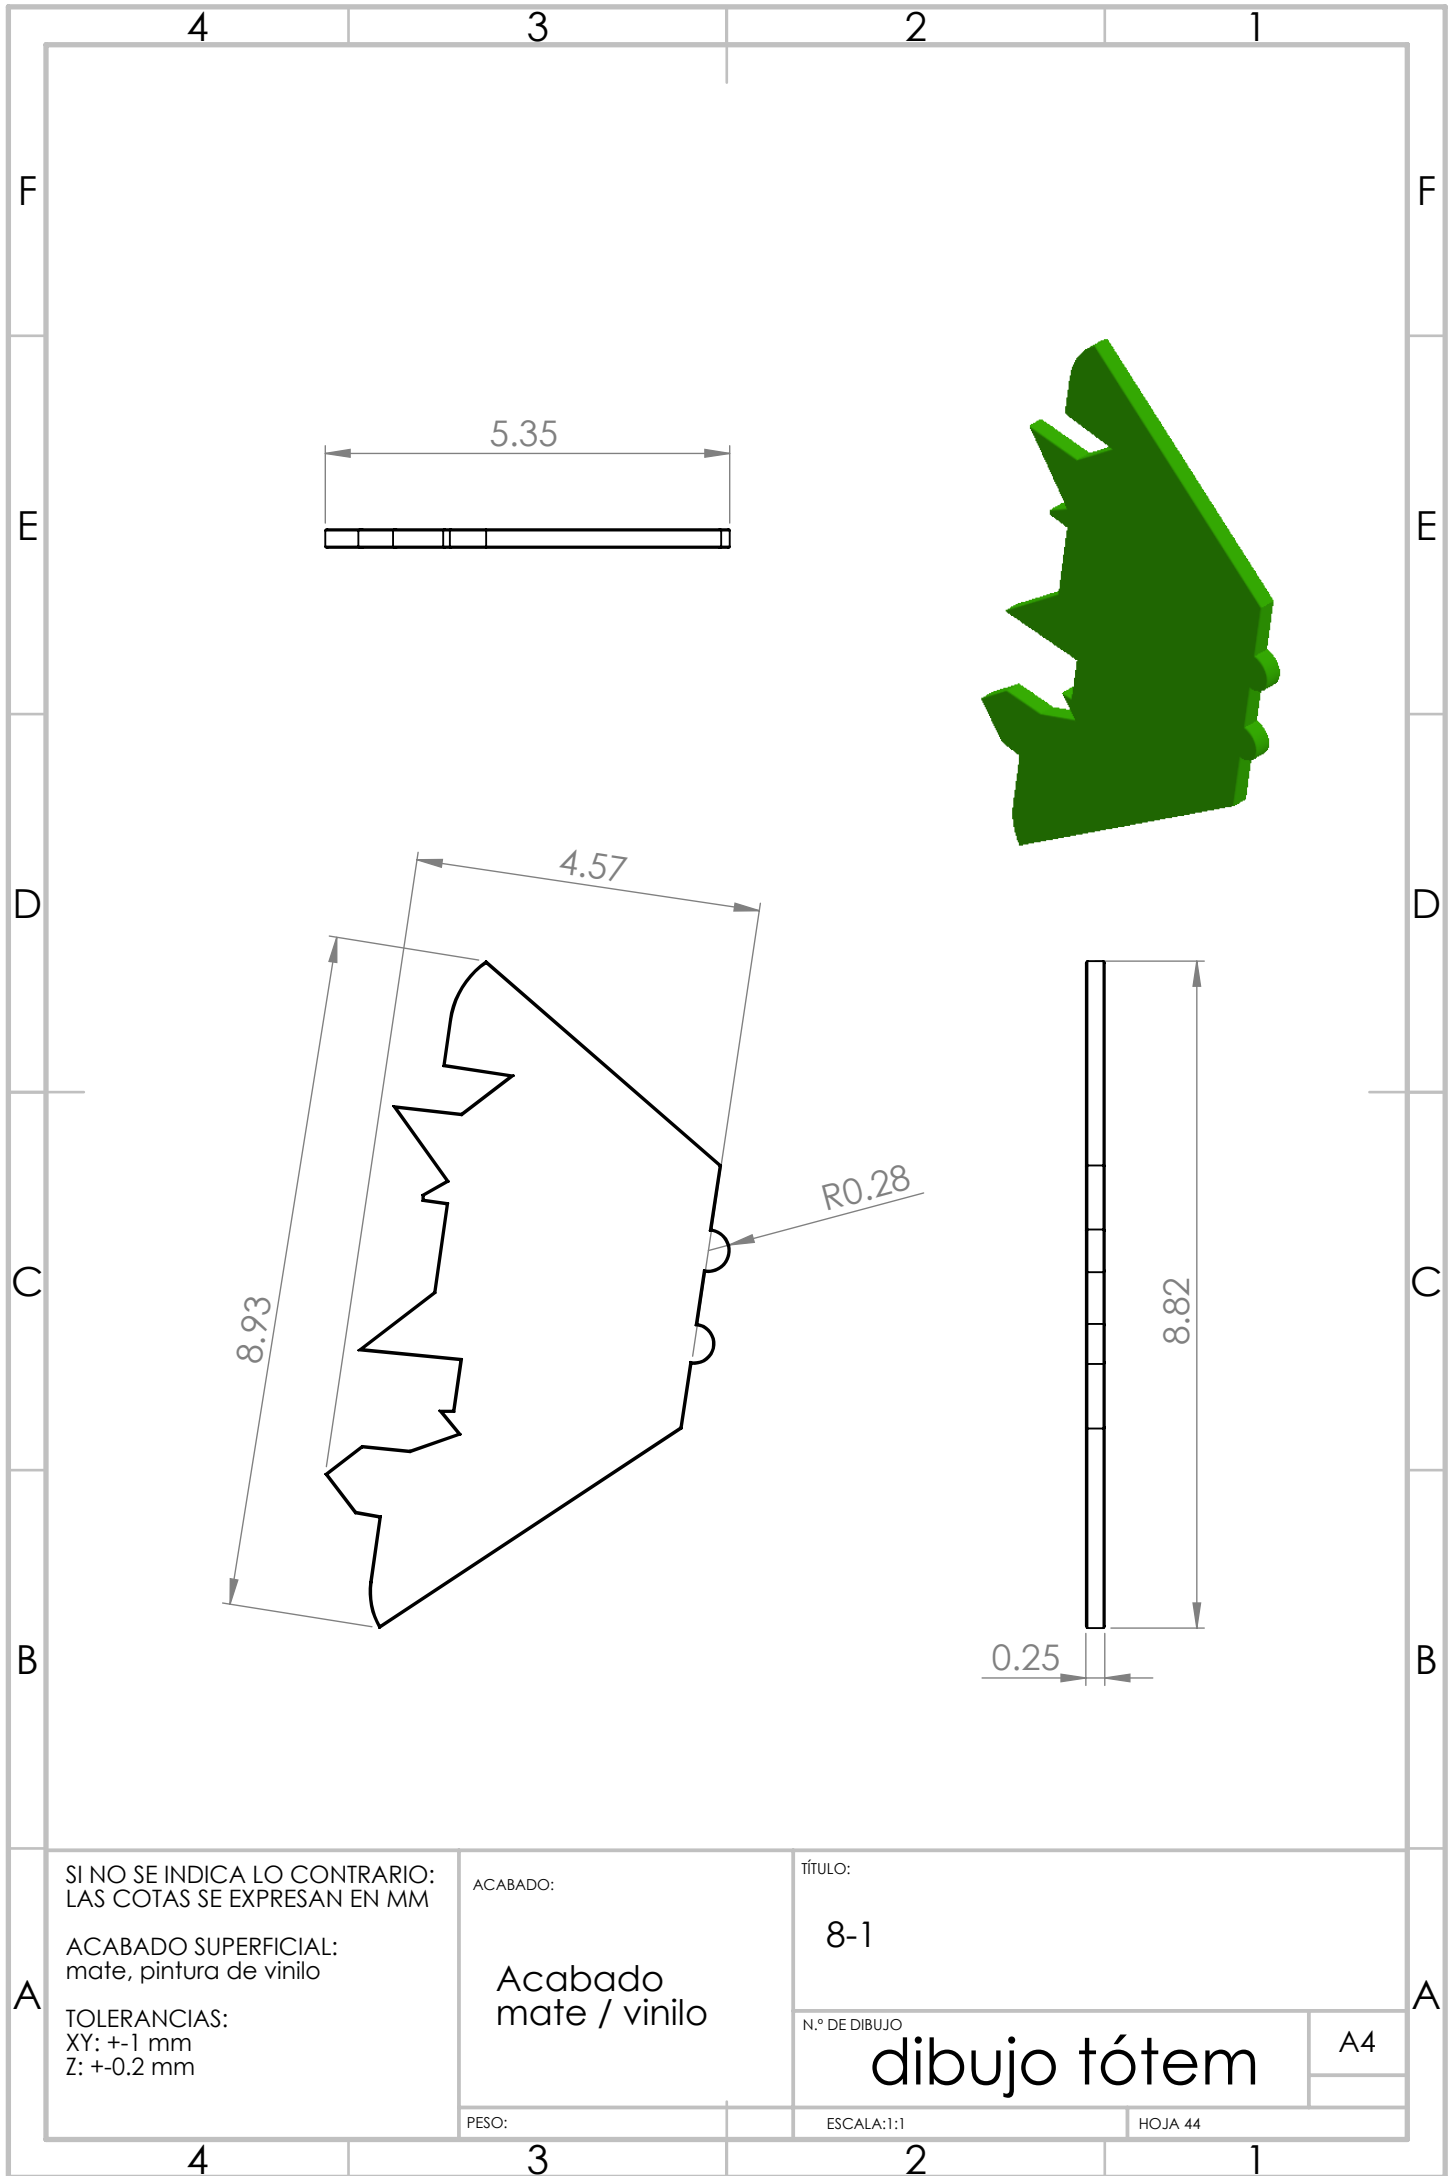 4 3 2 1
F F
5.35
E E
4.57
D D
R0.28
8.93
8.82
C C
0.25
B B
SI NO SE INDICA LO CONTRARIO:
LAS COTAS SE EXPRESAN EN MM
ACABADO SUPERFICIAL:
mate, pintura de vinilo
TOLERANCIAS:
XY: +-1 mm
Z: +-0.2 mm
ACABADO:
Acabado
mate / vinilo
PESO:
TÍTULO:
8-1
N.º DE DIBUJO
dibujo tótem
A4
ESCALA:1:1
HOJA 44
A A
4 3 2 1